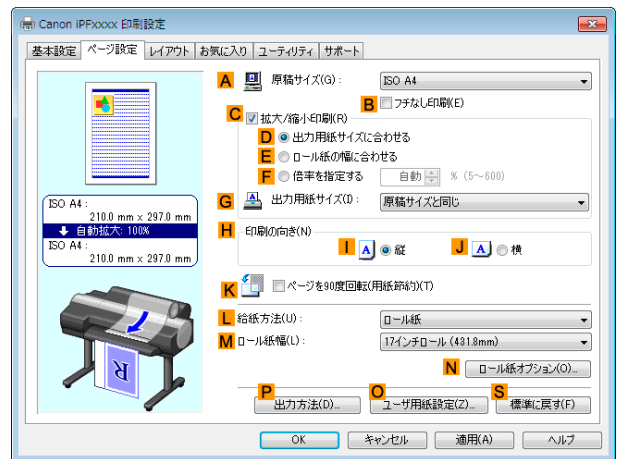 Canon iPFxxxx 印刷設定
基本設定 ページ設定 レイアウト お気に入り ユーティリティ サポート
A 原稿サイズ(G): ISO A4
B フチなし印刷(E)
C 拡大/縮小印刷(R)
D 出力用紙サイズに合わせる
E ロール紙の幅に合わせる
F 倍率を指定する 自動 % (5～600)
G 出力用紙サイズ(I): 原稿サイズと同じ
H 印刷の向き(N)
I A 縦 J A 横
K ページを90度回転(用紙節約)(T)
L 給紙方法(U): ロール紙
M ロール紙幅(L): 17インチロール (431.8mm)
N ロール紙オプション(O)...
P 出力方法(D)... O ユーザ用紙設定(Z)... S 標準に戻す(F)
ISO A4 :
210.0 mm x 297.0 mm
自動拡大: 100%
ISO A4 :
210.0 mm x 297.0 mm
R
OK キャンセル 適用(A) ヘルプ